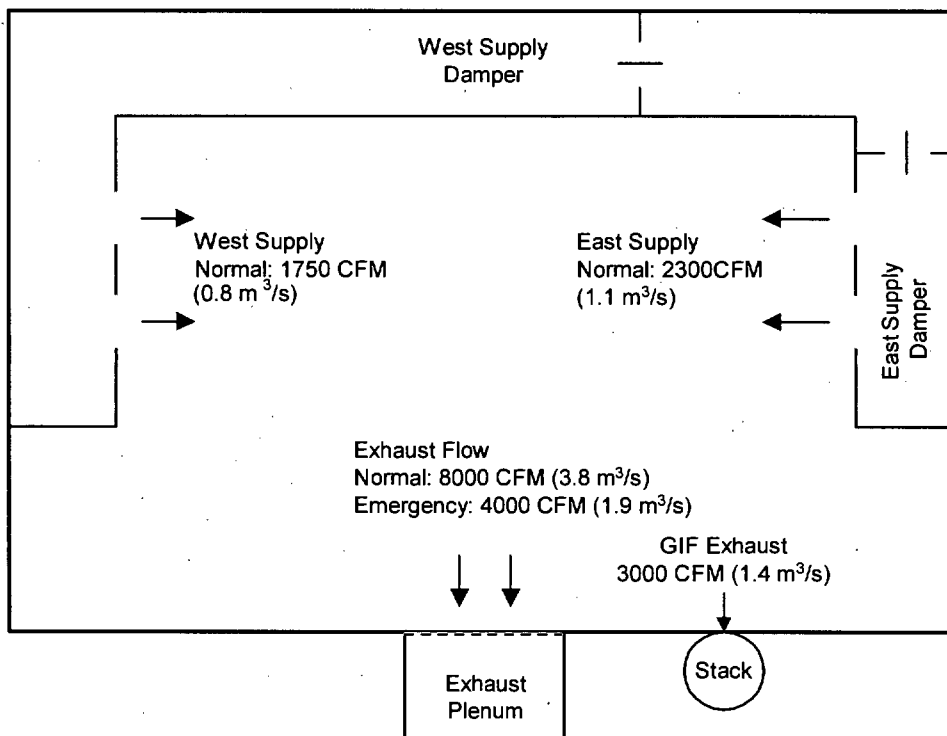 West Supply
Damper
West Supply
Normal: 1750 CFM
(0.8 m³/s)
East Supply
Normal: 2300CFM
(1.1 m³/s)
East Supply
Damper
Exhaust Flow
Normal: 8000 CFM (3.8 m³/s)
Emergency: 4000 CFM (1.9 m³/s)
GIF Exhaust
3000 CFM (1.4 m³/s)
Exhaust
Plenum
Stack